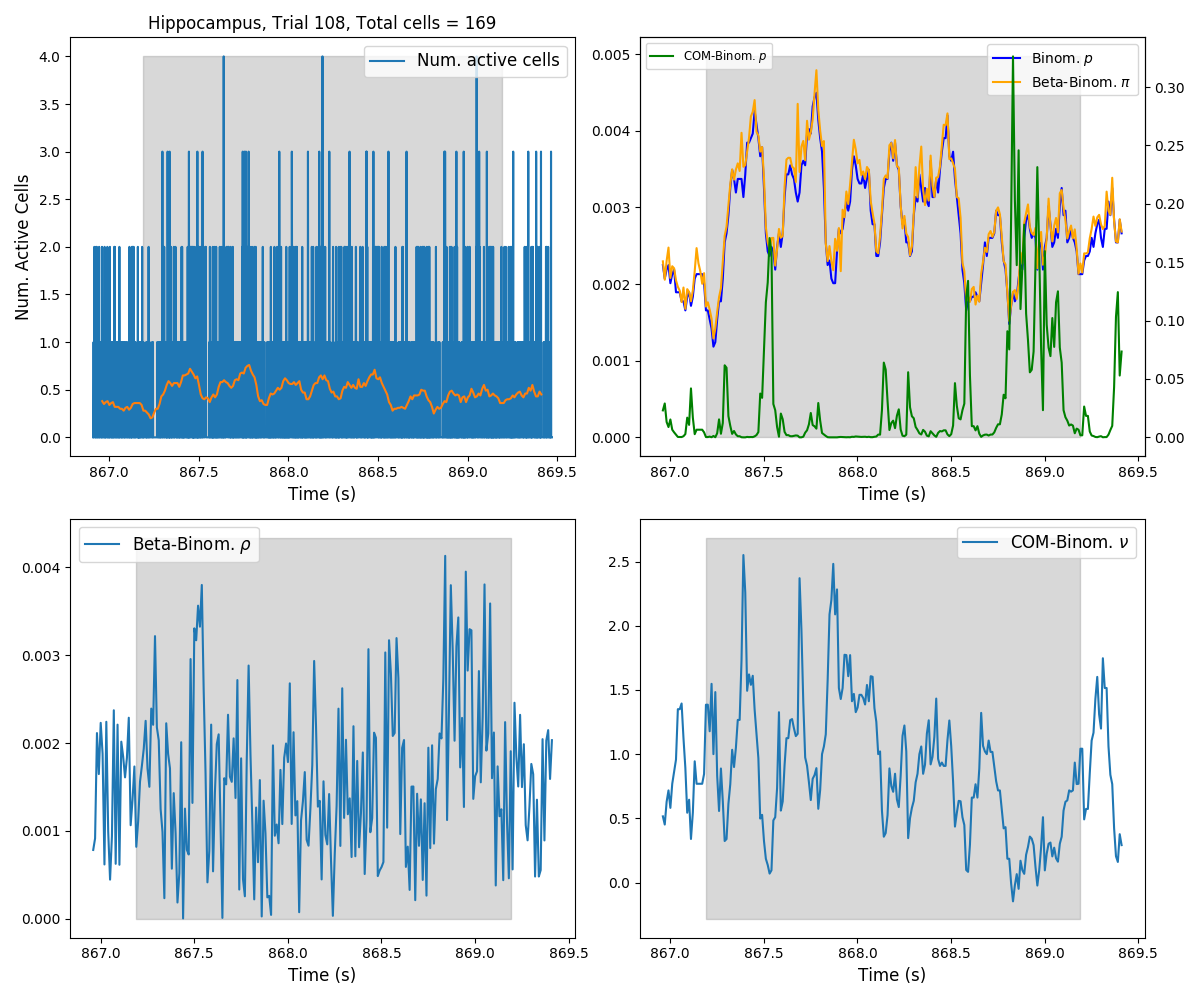 Hippocampus, Trial 108, Total cells = 169
Num. active cells
Num. Active Cells
4.0
3.5
3.0
2.5
2.0
1.5
1.0
0.5
0.0
867.0 867.5 868.0 868.5 869.0 869.5
Time (s)
COM-Binom. p
Binom. p
Beta-Binom. π
0.005
0.004
0.003
0.002
0.001
0.000
0.30
0.25
0.20
0.15
0.10
0.05
0.00
867.0 867.5 868.0 868.5 869.0 869.5
Time (s)
Beta-Binom. ρ
0.004
0.003
0.002
0.001
0.000
867.0 867.5 868.0 868.5 869.0 869.5
Time (s)
COM-Binom. ν
2.5
2.0
1.5
1.0
0.5
0.0
867.0 867.5 868.0 868.5 869.0 869.5
Time (s)